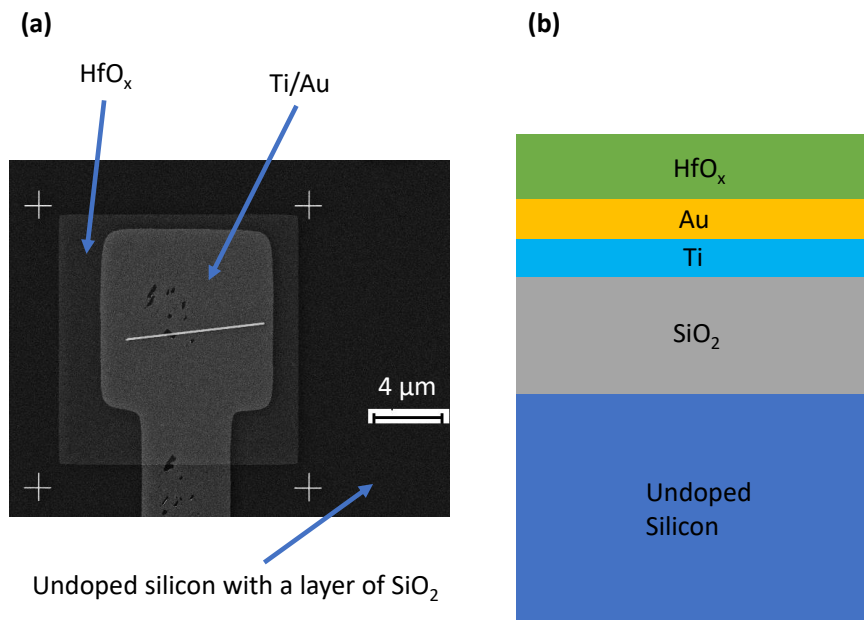 (a)
(b)
HfOₓ
Ti/Au
4 μm
Undoped silicon with a layer of SiO₂
HfOₓ
Au
Ti
SiO₂
Undoped
Silicon